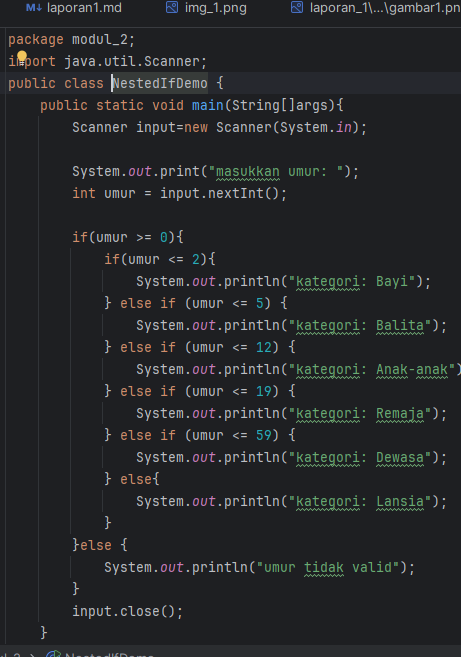 laporan1.md img_1.png laporan_1\...\gambar1.pn
package modul_2;
import java.util.Scanner;
public class NestedIfDemo {
    public static void main(String[]args){
        Scanner input=new Scanner(System.in);
        System.out.print("masukkan umur: ");
        int umur = input.nextInt();
        if(umur >= 0){
            if(umur <= 2){
                System.out.println("kategori: Bayi");
            } else if (umur <= 5) {
                System.out.println("kategori: Balita");
            } else if (umur <= 12) {
                System.out.println("kategori: Anak-anak")
            } else if (umur <= 19) {
                System.out.println("kategori: Remaja");
            } else if (umur <= 59) {
                System.out.println("kategori: Dewasa");
            } else{
                System.out.println("kategori: Lansia");
            }
        }else {
            System.out.println("umur tidak valid");
        }
        input.close();
    }
NestedIfDemo